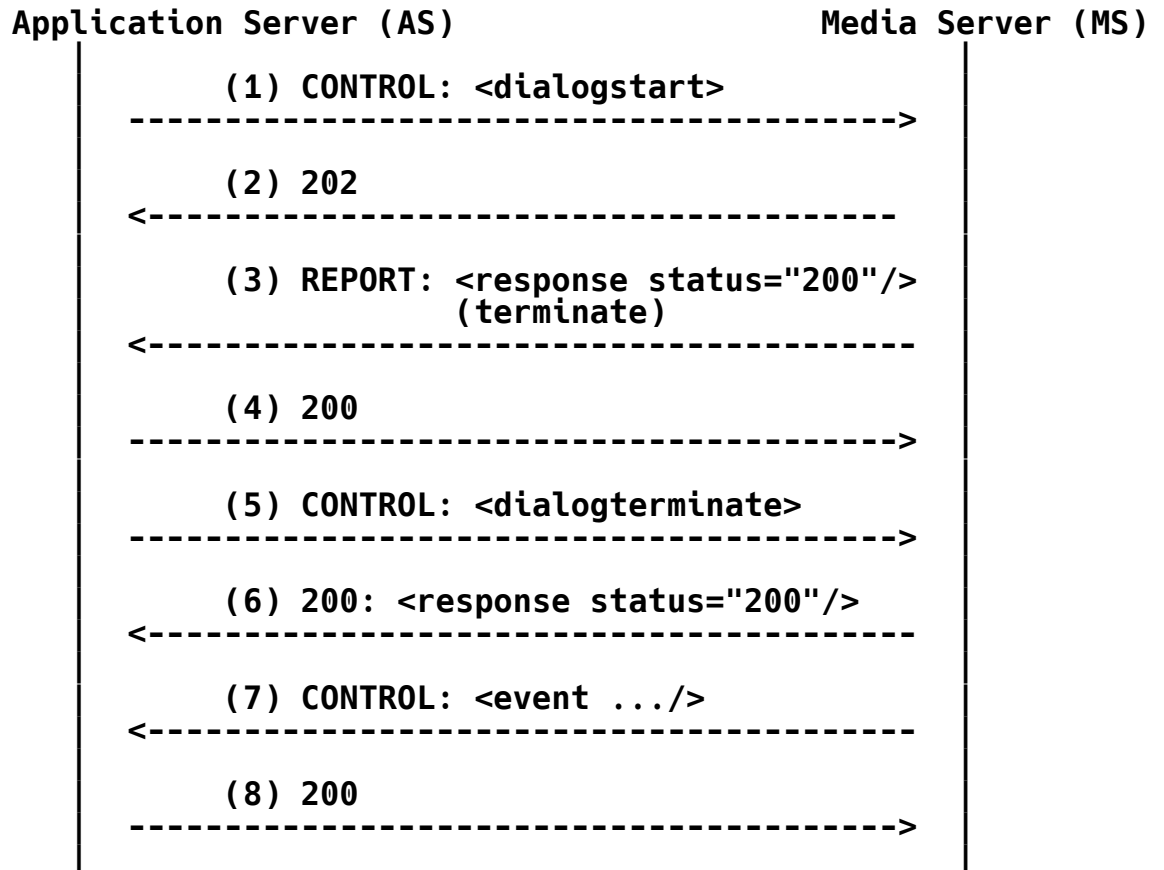 Application Server (AS) Media Server (MS)
(1) CONTROL: <dialogstart>
(2) 202
(3) REPORT: <response status="200"/>
(terminate)
(4) 200
(5) CONTROL: <dialogterminate>
(6) 200: <response status="200"/>
(7) CONTROL: <event .../>
(8) 200